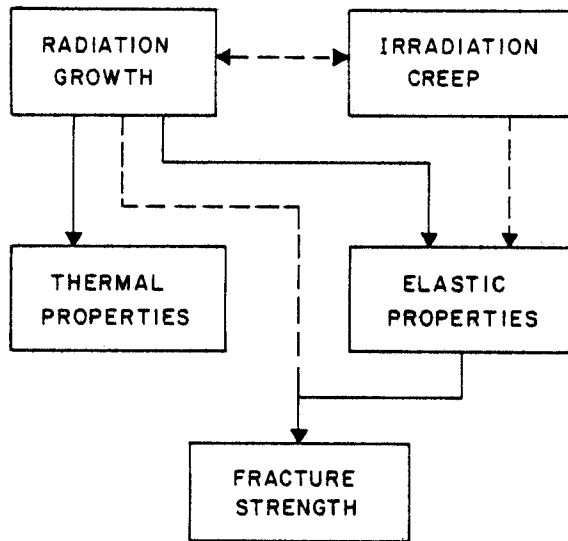 RADIATION
GROWTH
IRRADIATION
CREEP
THERMAL
PROPERTIES
ELASTIC
PROPERTIES
FRACTURE
STRENGTH